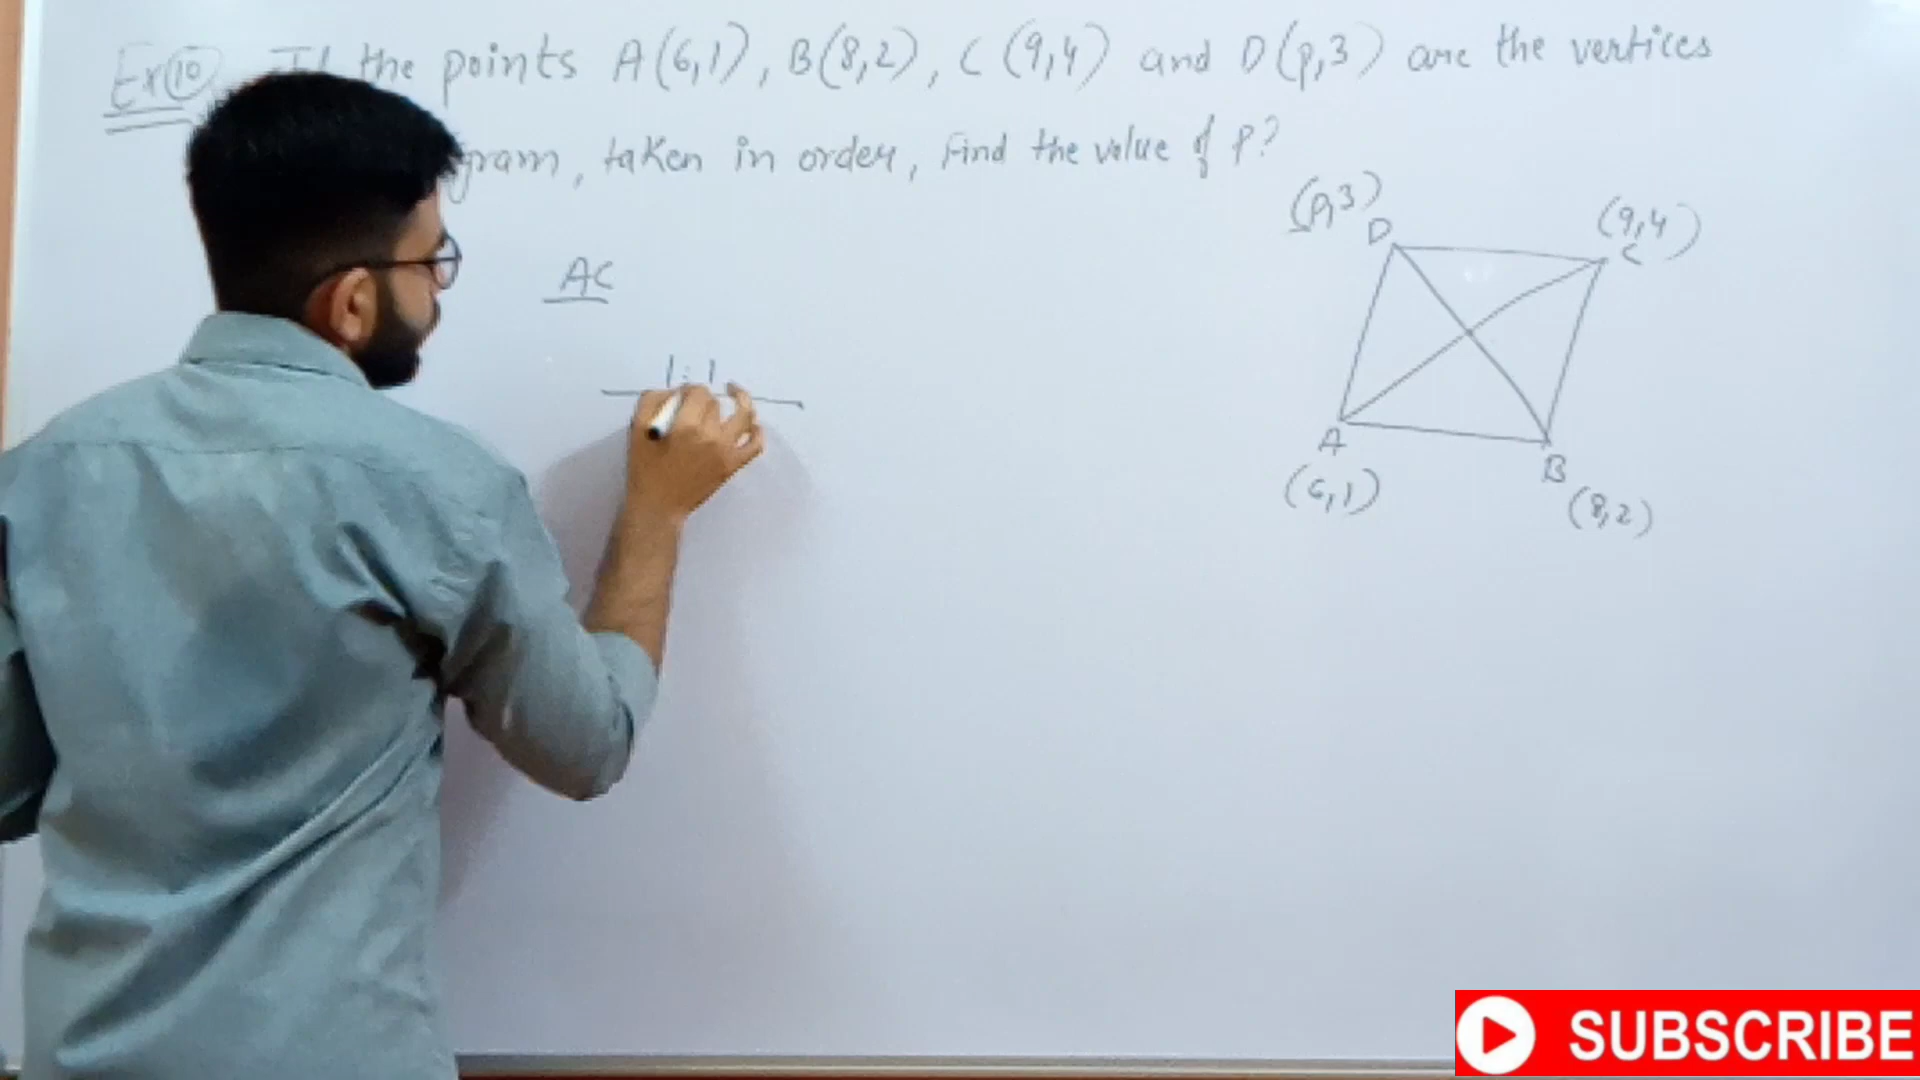 Ex 10 If the points A(6,1), B(8,2), C(9,4) and D(p,3) are the vertices
gram, taken in order, Find the value of P?
(p,3)
D
(9,4)
C
AC
1:1
A
(6,1)
B
(8,2)
SUBSCRIBE